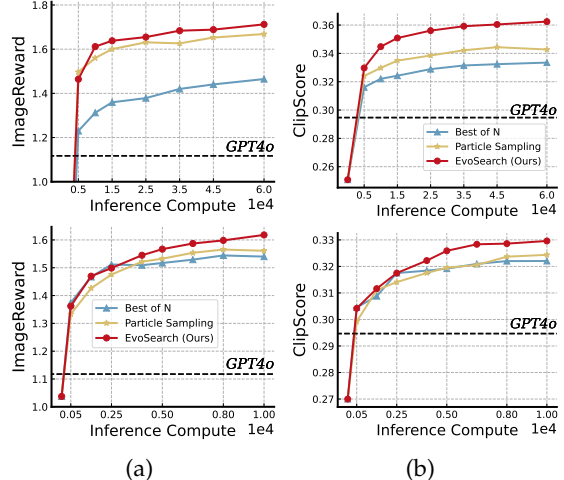 ImageReward
1.8
1.6
1.4
1.2
1.0
GPT4o
0.5 1.5 2.5 3.5 4.5 6.0
Inference Compute 1e4
ClipScore
0.36
0.34
0.32
0.30
0.28
0.26
GPT4o
Best of N
Particle Sampling
EvoSearch (Ours)
0.5 1.5 2.5 3.5 4.5 6.0
Inference Compute 1e4
ImageReward
1.6
1.5
1.4
1.3
1.2
1.1
1.0
Best of N
Particle Sampling
EvoSearch (Ours)
GPT4o
0.05 0.25 0.50 0.80 1.00
Inference Compute 1e4
ClipScore
0.33
0.32
0.31
0.30
0.29
0.28
0.27
GPT4o
0.05 0.25 0.50 0.80 1.00
Inference Compute 1e4
(a)
(b)